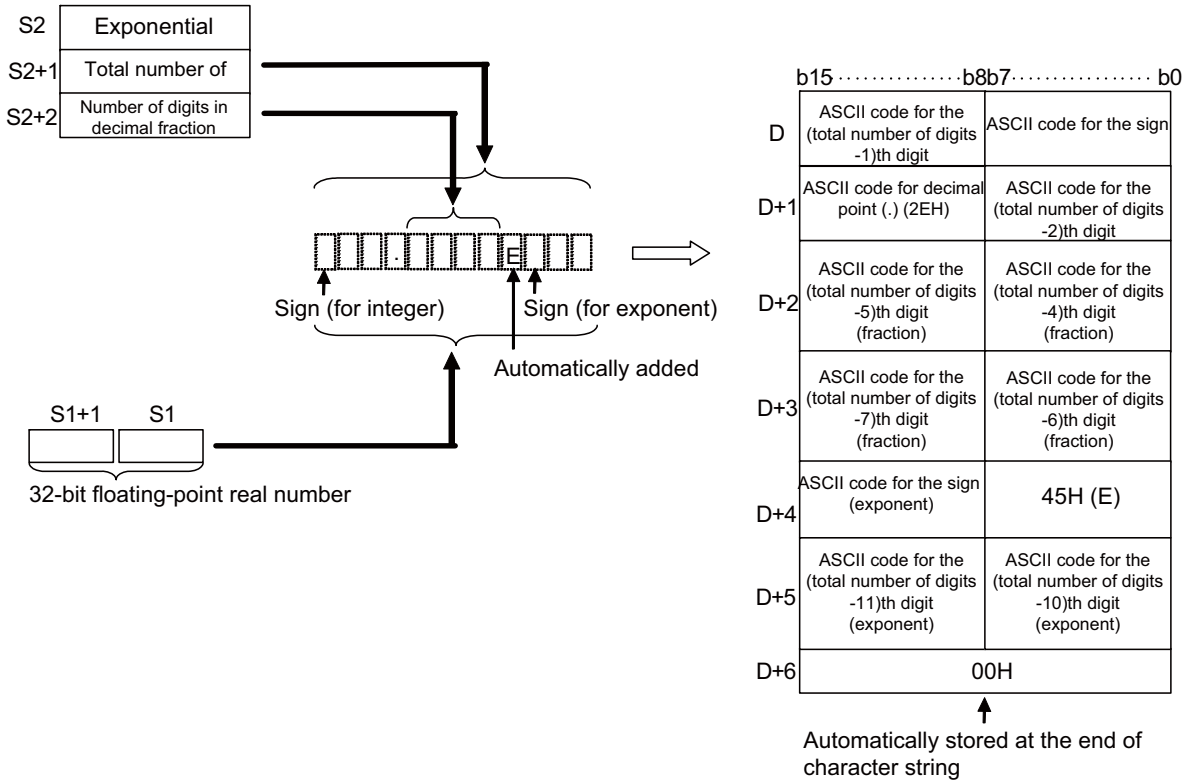 S2
Exponential
S2+1
Total number of
S2+2
Number of digits in
decimal fraction
.
E
Sign (for integer)
Sign (for exponent)
Automatically added
S1+1
S1
32-bit floating-point real number
b15················b8b7·················b0
D
ASCII code for the
(total number of digits
-1)th digit
ASCII code for the sign
D+1
ASCII code for decimal
point (.) (2EH)
ASCII code for the
(total number of digits
-2)th digit
D+2
ASCII code for the
(total number of digits
-5)th digit
(fraction)
ASCII code for the
(total number of digits
-4)th digit
(fraction)
D+3
ASCII code for the
(total number of digits
-7)th digit
(fraction)
ASCII code for the
(total number of digits
-6)th digit
(fraction)
D+4
ASCII code for the sign
(exponent)
45H (E)
D+5
ASCII code for the
(total number of digits
-11)th digit
(exponent)
ASCII code for the
(total number of digits
-10)th digit
(exponent)
D+6
00H
Automatically stored at the end of
character string